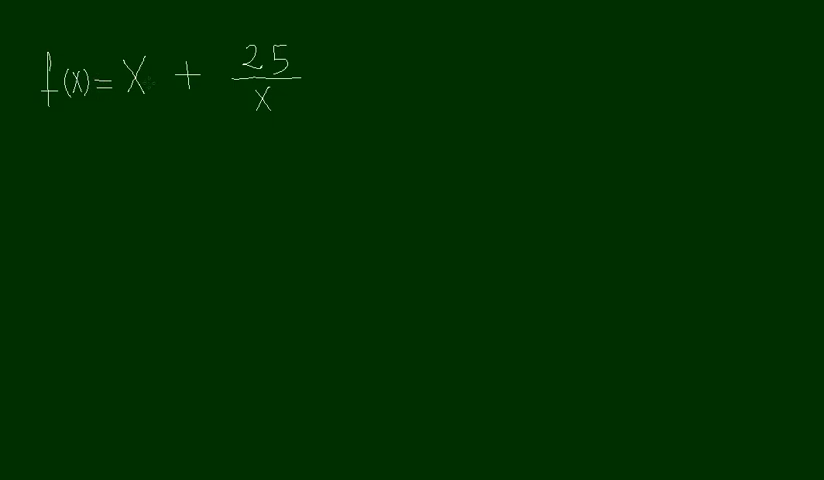 f(x) = x + 25/x